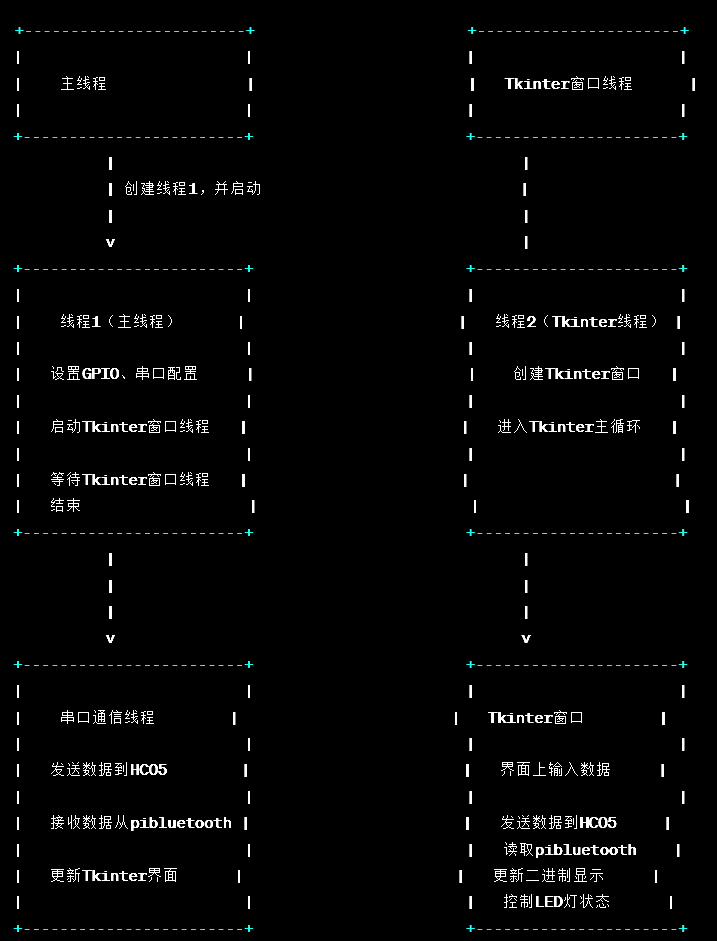 主线程
创建线程1，并启动
v
线程1（主线程）
设置GPIO、串口配置
启动Tkinter窗口线程
等待Tkinter窗口线程
结束
v
串口通信线程
发送数据到HC05
接收数据从pibluetooth
更新Tkinter界面
Tkinter窗口线程
线程2（Tkinter线程）
创建Tkinter窗口
进入Tkinter主循环
v
Tkinter窗口
界面上输入数据
发送数据到HC05
读取pibluetooth
更新二进制显示
控制LED灯状态